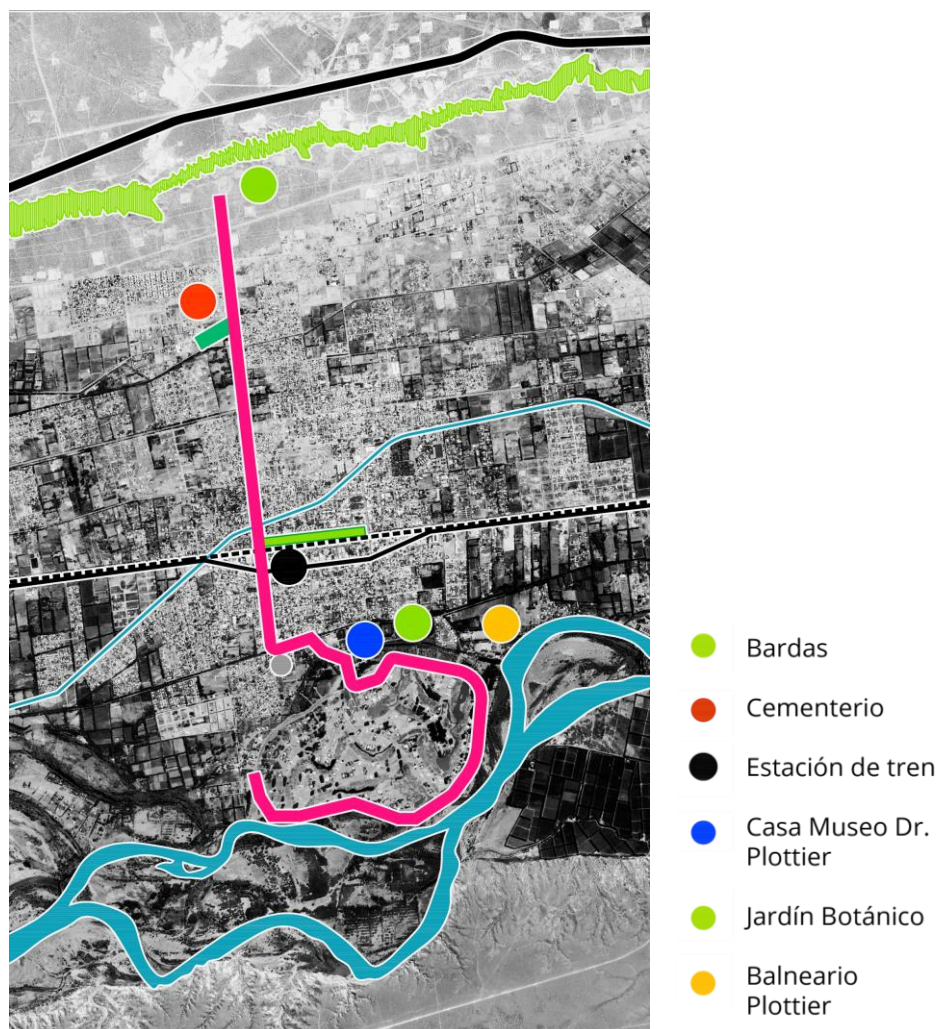 Bardas
Cementerio
Estación de tren
Casa Museo Dr.
Plottier
Jardín Botánico
Balneario
Plottier